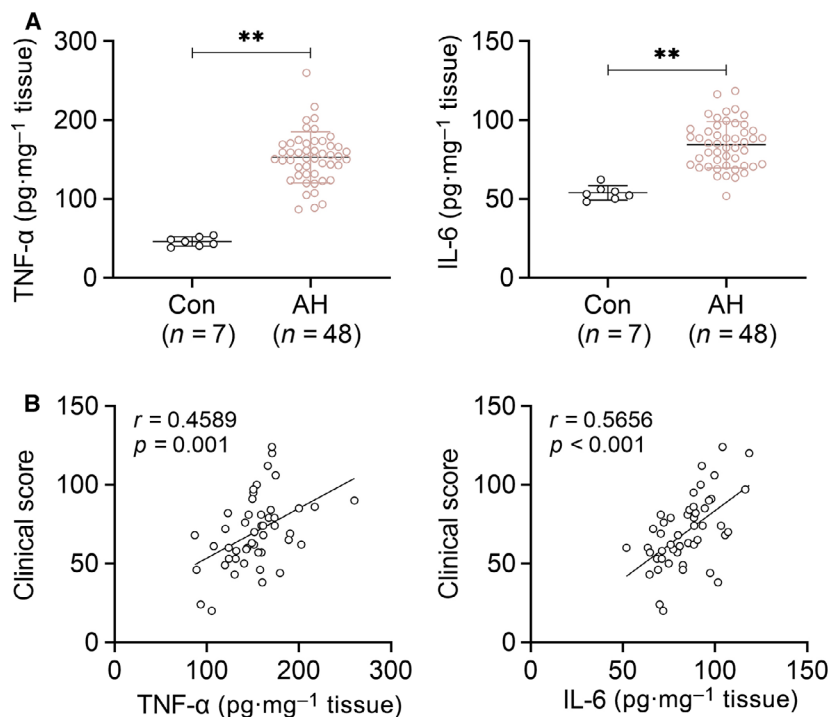 A
TNF-α (pg·mg⁻¹ tissue)
300
200
100
0
**
Con
(n = 7)
AH
(n = 48)
IL-6 (pg·mg⁻¹ tissue)
150
100
50
0
**
Con
(n = 7)
AH
(n = 48)
B
Clinical score
150
100
50
0
r = 0.4589
p = 0.001
0 100 200 300
TNF-α (pg·mg⁻¹ tissue)
Clinical score
150
100
50
0
r = 0.5656
p < 0.001
0 50 100 150
IL-6 (pg·mg⁻¹ tissue)